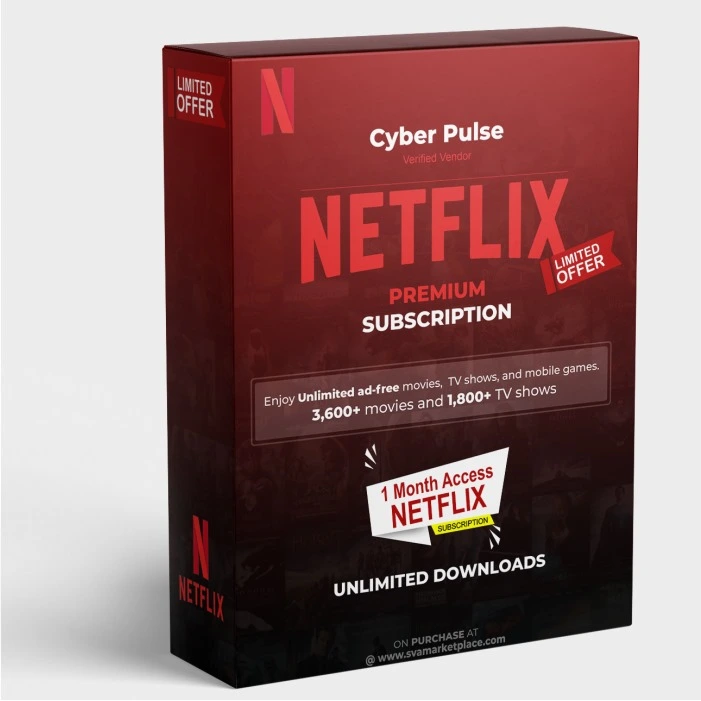 LIMITED
OFFER
N
Cyber Pulse
Verified Vendor
NETFLIX
LIMITED
OFFER
PREMIUM
SUBSCRIPTION
Enjoy Unlimited ad-free movies, TV shows, and mobile games.
3,600+ movies and 1,800+ TV shows
1 Month Access
NETFLIX
SUBSCRIPTION
UNLIMITED DOWNLOADS
N
NETFLIX
ON PURCHASE AT
@ www.svamarketplace.com